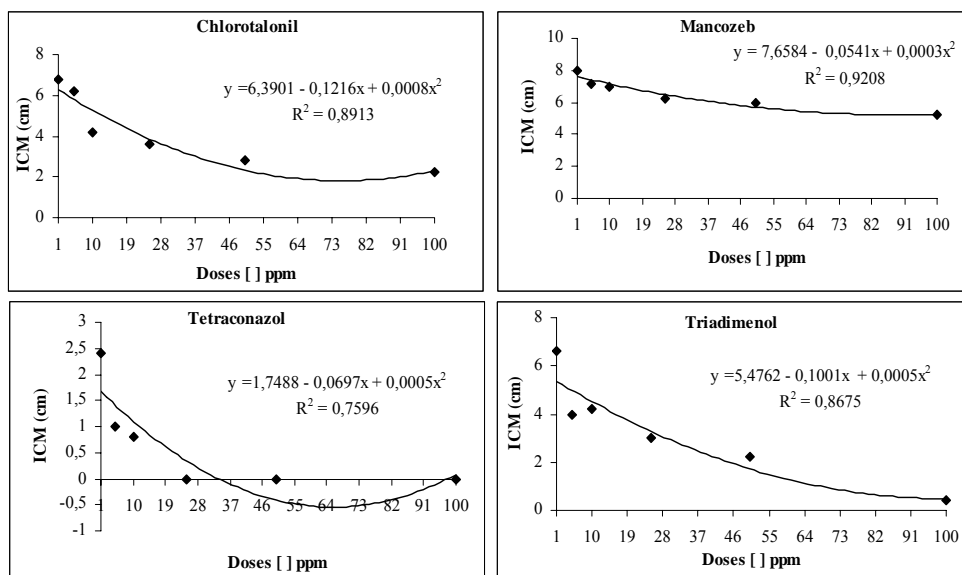 Chlorotalonil
8
6
4
2
0
ICM (cm)
y =6,3901 - 0,1216x + 0,0008x²
R² = 0,8913
1 10 19 28 37 46 55 64 73 82 91 100
Doses [ ] ppm
Mancozeb
10
8
6
4
2
0
ICM (cm)
y = 7,6584 - 0,0541x + 0,0003x²
R² = 0,9208
1 10 19 28 37 46 55 64 73 82 91 100
Doses [ ] ppm
Tetraconazol
3
2,5
2
1,5
1
0,5
0
-0,5
-1
ICM (cm)
y =1,7488 - 0,0697x + 0,0005x²
R² = 0,7596
1 10 19 28 37 46 55 64 73 82 91 100
Doses [ ] ppm
Triadimenol
8
6
4
2
0
ICM (cm)
y =5,4762 - 0,1001x + 0,0005x²
R² = 0,8675
1 10 19 28 37 46 55 64 73 82 91 100
Doses [ ] ppm